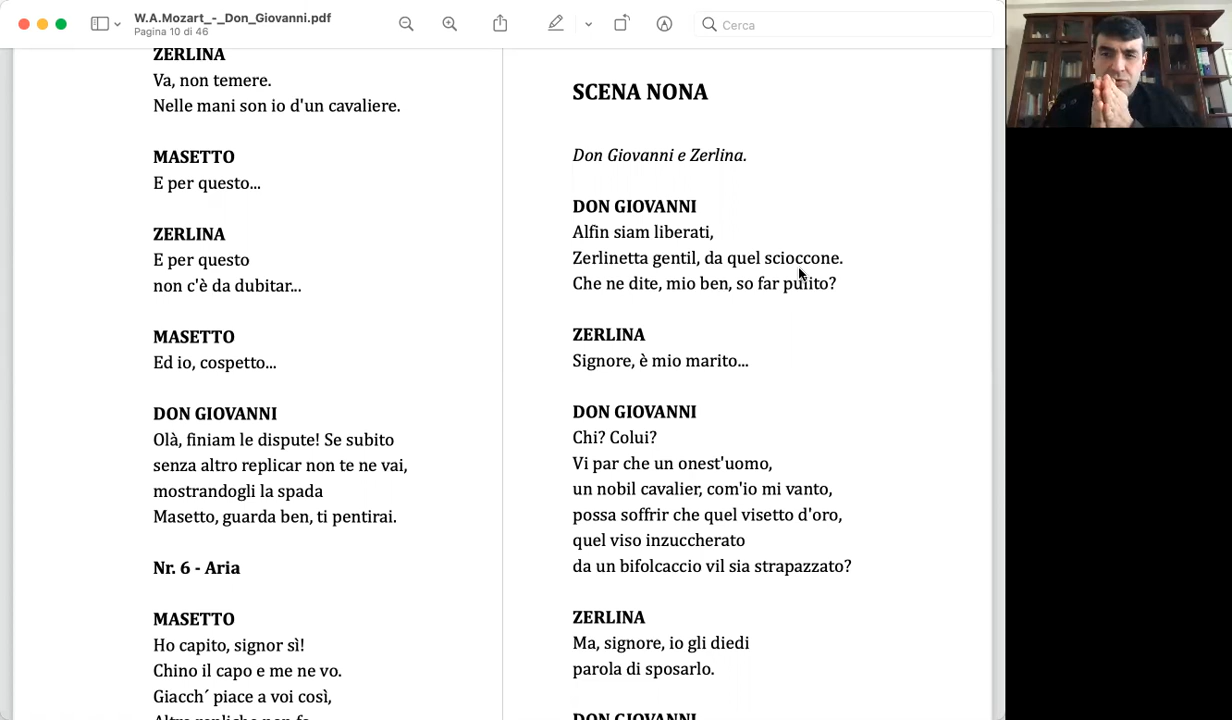 W.A.Mozart_-_Don_Giovanni.pdf
Pagina 10 di 46
Cerca
ZERLINA
Va, non temere.
Nelle mani son io d'un cavaliere.
MASETTO
E per questo...
ZERLINA
E per questo
non c'è da dubitar...
MASETTO
Ed io, cospetto...
DON GIOVANNI
Olà, finiam le dispute! Se subito
senza altro replicar non te ne vai,
mostrandogli la spada
Masetto, guarda ben, ti pentirai.
Nr. 6 - Aria
MASETTO
Ho capito, signor sì!
Chino il capo e me ne vo.
Giacch´ piace a voi così,
Altre repliche non fo
SCENA NONA
Don Giovanni e Zerlina.
DON GIOVANNI
Alfin siam liberati,
Zerlinetta gentil, da quel scioccone.
Che ne dite, mio ben, so far pulito?
ZERLINA
Signore, è mio marito...
DON GIOVANNI
Chi? Colui?
Vi par che un onest'uomo,
un nobil cavalier, com'io mi vanto,
possa soffrir che quel visetto d'oro,
quel viso inzuccherato
da un bifolcaccio vil sia strapazzato?
ZERLINA
Ma, signore, io gli diedi
parola di sposarlo.
DON GIOVANNI